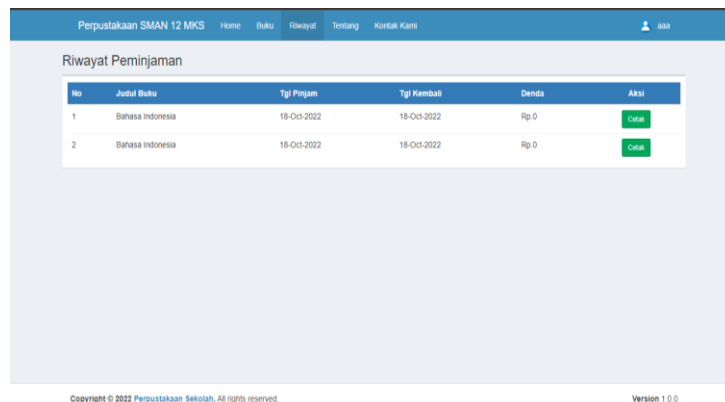 Perpustakaan SMAN 12 MKS Home Buku Riwayat Tentang Kontak Kami aaa
Riwayat Peminjaman
No Judul Buku Tgl Pinjam Tgl Kembali Denda Aksi
1 Bahasa Indonesia 18-Oct-2022 18-Oct-2022 Rp.0 Cetak
2 Bahasa Indonesia 18-Oct-2022 18-Oct-2022 Rp.0 Cetak
Copyright © 2022 Perpustakaan Sekolah. All rights reserved. Version 1.0.0